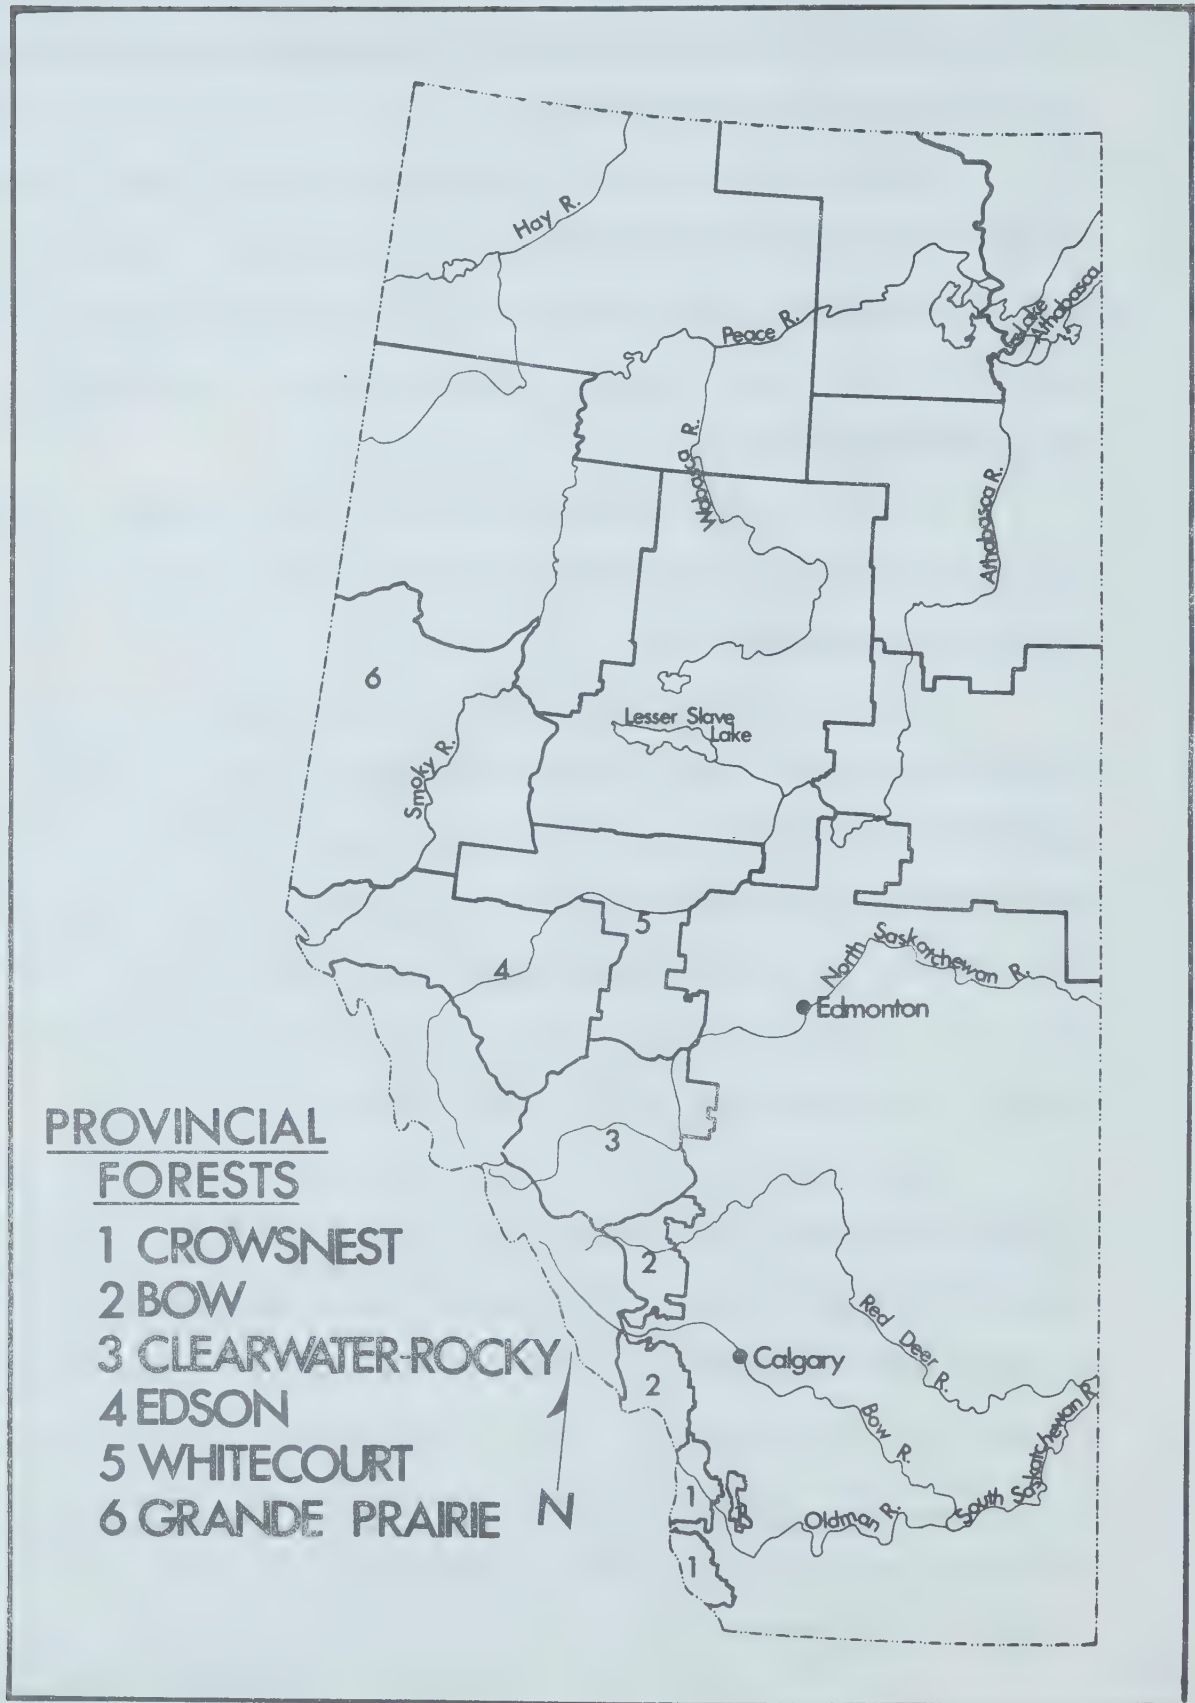 Hay R.
Peace R.
Lake
Athabasca
Wabasca R.
Athabasca R.
6
Lesser Slave
Lake
Smoky R.
5
4
North Saskatchewan R.
Edmonton
3
2
Red Deer R.
Calgary
2
Bow R.
South Saskatchewan R.
1
Oldman R.
1
N
PROVINCIAL
FORESTS
1 CROWSNEST
2 BOW
3 CLEARWATER-ROCKY
4 EDSON
5 WHITECOURT
6 GRANDE PRAIRIE